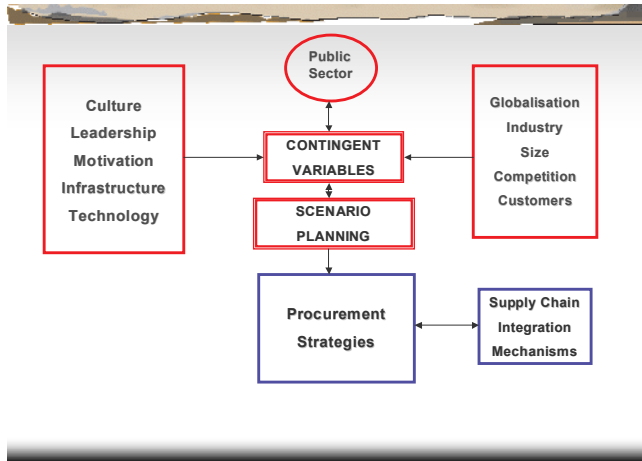 Public
Sector
Culture
Leadership
Motivation
Infrastructure
Technology
CONTINGENT
VARIABLES
Globalisation
Industry
Size
Competition
Customers
SCENARIO
PLANNING
Procurement
Strategies
Supply Chain
Integration
Mechanisms